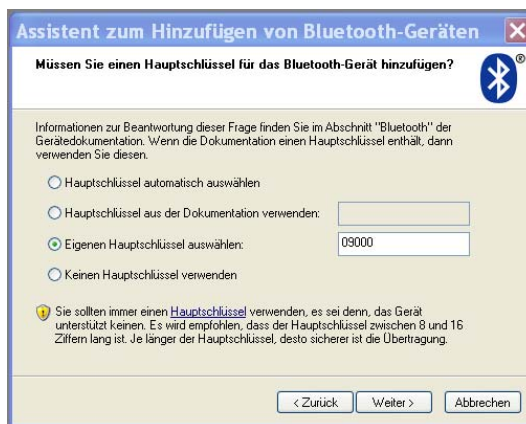 Assistent zum Hinzufügen von Bluetooth-Geräten
Müssen Sie einen Hauptschlüssel für das Bluetooth-Gerät hinzufügen?
Informationen zur Beantwortung dieser Frage finden Sie im Abschnitt "Bluetooth" der
Gerätedokumentation. Wenn die Dokumentation einen Hauptschlüssel enthält, dann
verwenden Sie diesen.
Hauptschlüssel automatisch auswählen
Hauptschlüssel aus der Dokumentation verwenden:
Eigenen Hauptschlüssel auswählen: 09000
Keinen Hauptschlüssel verwenden
Sie sollten immer einen Hauptschlüssel verwenden, es sei denn, das Gerät
unterstützt keinen. Es wird empfohlen, dass der Hauptschlüssel zwischen 8 und 16
Ziffern lang ist. Je länger der Hauptschlüssel, desto sicherer ist die Übertragung.
< Zurück Weiter > Abbrechen